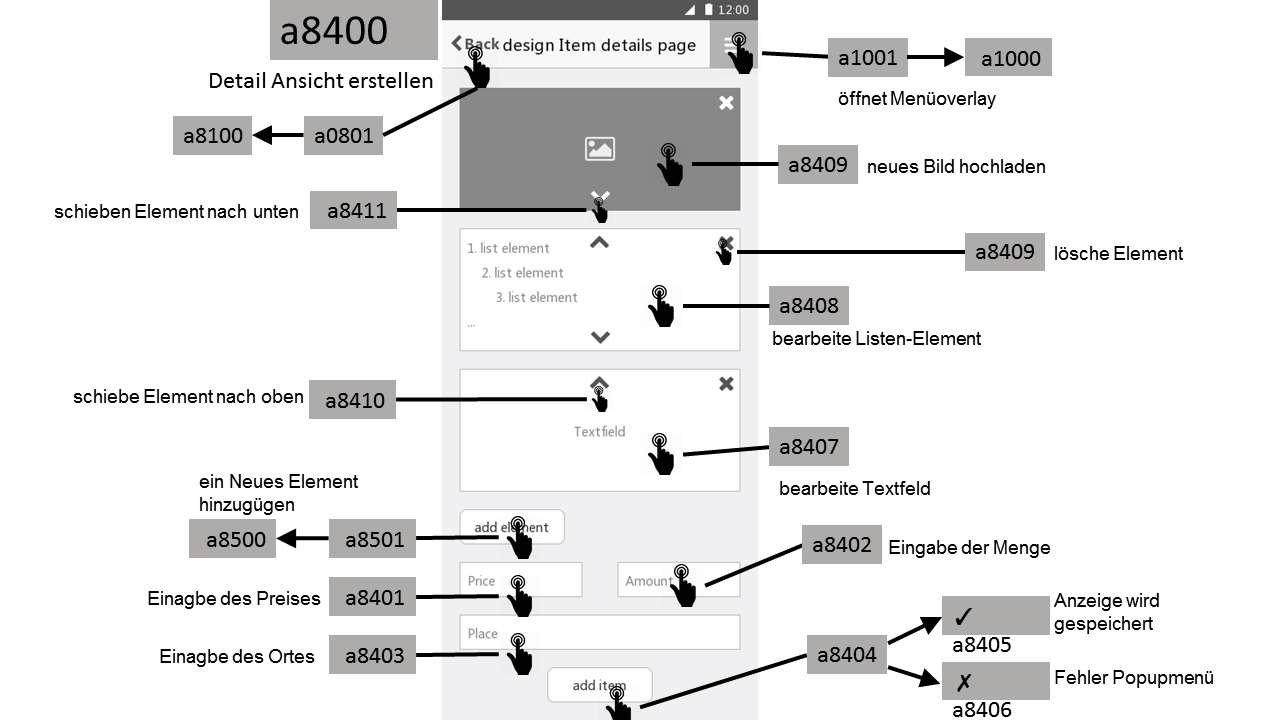 a8400
12:00
Back design Item details page
Detail Ansicht erstellen
a1001
a1000
öffnet Menüoverlay
a8100
a0801
a8409
neues Bild hochladen
schieben Element nach unten
a8411
1. list element
2. list element
3. list element
...
a8409
lösche Element
a8408
bearbeite Listen-Element
schiebe Element nach oben
a8410
Textfield
a8407
bearbeite Textfeld
ein Neues Element
hinzugügen
a8500
a8501
add element
a8402
Eingabe der Menge
Einagbe des Preises
a8401
Price
Amount
Einagbe des Ortes
a8403
Place
add item
a8404
✓
a8405
Anzeige wird
gespeichert
✗
a8406
Fehler Popupmenü